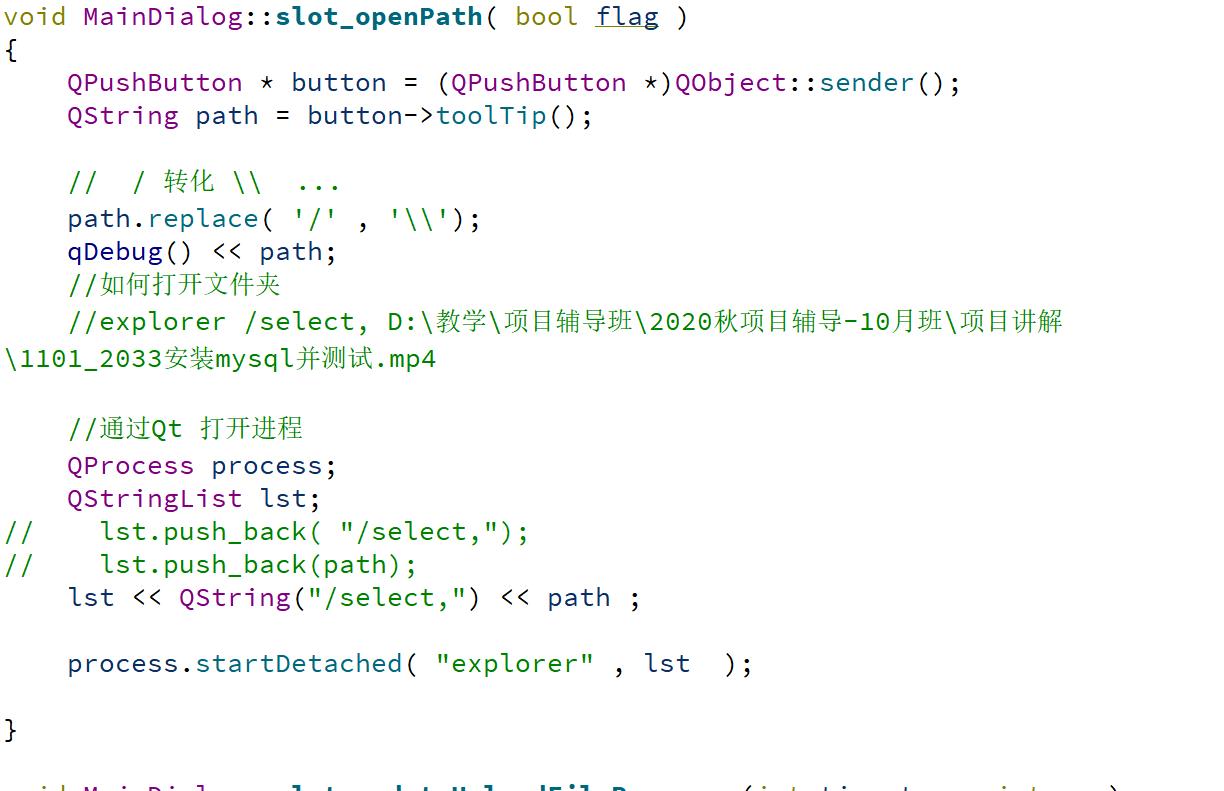 void MainDialog::slot_openPath( bool flag )
{
    QPushButton * button = (QPushButton *)QObject::sender();
    QString path = button->toolTip();
    //  / 转化 \\  ...
    path.replace( '/' , '\\');
    qDebug() << path;
    //如何打开文件夹
    //explorer /select, D:\教学\项目辅导班\2020秋项目辅导-10月班\项目讲解
\1101_2033安装mysql并测试.mp4
    //通过Qt 打开进程
    QProcess process;
    QStringList lst;
//    lst.push_back( "/select,");
//    lst.push_back(path);
    lst << QString("/select,") << path ;
    process.startDetached( "explorer" , lst  );
}